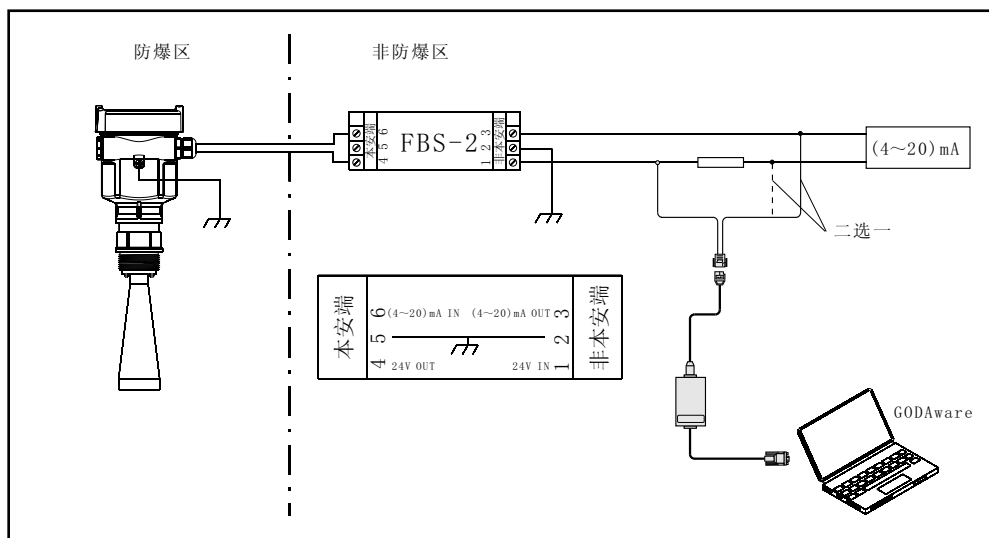 防爆区
非防爆区
本安端
4 5 6
FBS-2
1 2 3
非本安端
(4～20)mA
二选一
本安端
4 5 6
(4～20)mA IN (4～20)mA OUT
24V OUT 24V IN
1 2 3
非本安端
GODAware